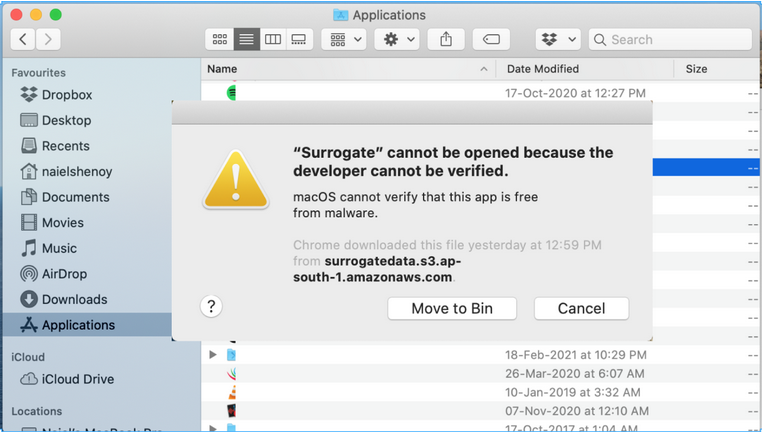 Applications
Search
Favourites
Dropbox
Desktop
Recents
naielshenoy
Documents
Movies
Music
AirDrop
Downloads
Applications
iCloud
iCloud Drive
Locations
Naiel's MacBook Pro
Name
Date Modified
Size
17-Oct-2020 at 12:27 PM
--
“Surrogate” cannot be opened because the
developer cannot be verified.
macOS cannot verify that this app is free
from malware.
Chrome downloaded this file yesterday at 12:59 PM
from surrogatedata.s3.ap-
south-1.amazonaws.com.
?
Move to Bin
Cancel
18-Feb-2021 at 10:29 PM
--
26-Mar-2020 at 6:07 AM
--
10-Jan-2019 at 3:32 AM
--
07-Nov-2020 at 12:10 AM
--
17-Oct-2017 at 1:04 AM
--